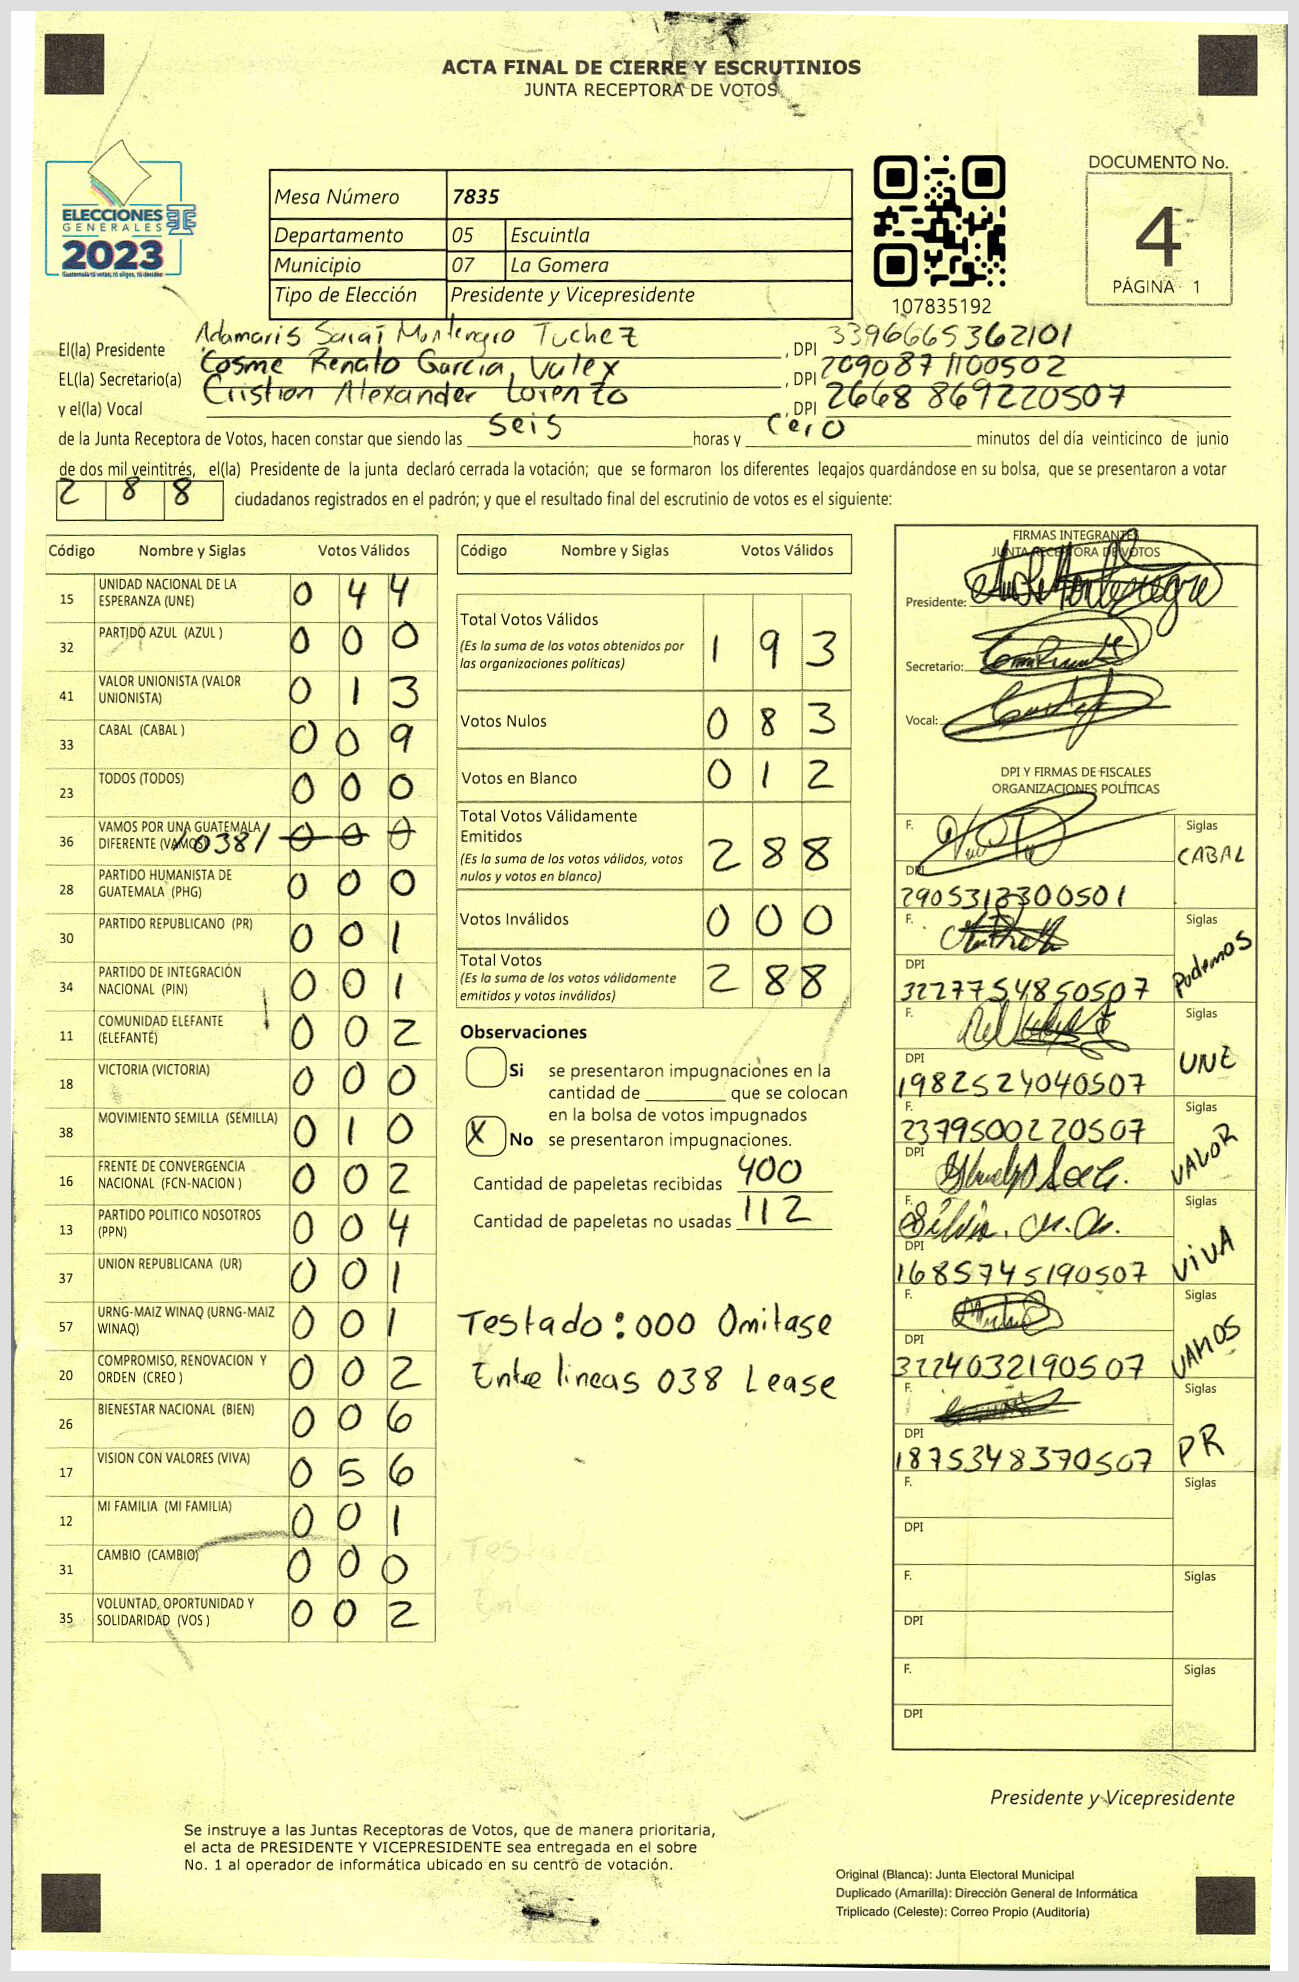 ACTA FINAL DE CIERRE Y ESCRUTINIOS
JUNTA RECEPTORA DE VOTOS
ELECCIONES
GENERALES
2023
Mesa Número 7835
Departamento 05 Escuintla
Municipio 07 La Gomera
Tipo de Elección Presidente y Vicepresidente
107835192
DOCUMENTO No.
4
PÁGINA 1
El(la) Presidente Adamaris Saraí Montengro Tuchez , DPI 3396665362101
EL(la) Secretario(a) Cosme Renato Garcia, Valex , DPI 2090871100502
y el(la) Vocal Cristian Alexander Lorenzo , DPI 2668 869220507
de la Junta Receptora de Votos, hacen constar que siendo las seis horas y cero minutos del día veinticinco de junio
de dos mil veintitrés, el(la) Presidente de la junta declaró cerrada la votación; que se formaron los diferentes legajos guardándose en su bolsa, que se presentaron a votar
288 ciudadanos registrados en el padrón; y que el resultado final del escrutinio de votos es el siguiente:
Código Nombre y Siglas Votos Válidos
15 UNIDAD NACIONAL DE LA ESPERANZA (UNE) 0 4 4
32 PARTIDO AZUL (AZUL ) 0 0 0
41 VALOR UNIONISTA (VALOR UNIONISTA) 0 1 3
33 CABAL (CABAL ) 0 0 9
23 TODOS (TODOS) 0 0 0
36 VAMOS POR UNA GUATEMALA DIFERENTE (VAMOS) /038/ 0 0 0
28 PARTIDO HUMANISTA DE GUATEMALA (PHG) 0 0 0
30 PARTIDO REPUBLICANO (PR) 0 0 1
34 PARTIDO DE INTEGRACIÓN NACIONAL (PIN) 0 0 1
11 COMUNIDAD ELEFANTE (ELEFANTE) 0 0 2
18 VICTORIA (VICTORIA) 0 0 0
38 MOVIMIENTO SEMILLA (SEMILLA) 0 1 0
16 FRENTE DE CONVERGENCIA NACIONAL (FCN-NACION ) 0 0 2
13 PARTIDO POLITICO NOSOTROS (PPN) 0 0 4
37 UNION REPUBLICANA (UR) 0 0 1
57 URNG-MAIZ WINAQ (URNG-MAIZ WINAQ) 0 0 1
20 COMPROMISO, RENOVACION Y ORDEN (CREO ) 0 0 2
26 BIENESTAR NACIONAL (BIEN) 0 0 6
17 VISION CON VALORES (VIVA) 0 5 6
12 MI FAMILIA (MI FAMILIA) 0 0 1
31 CAMBIO (CAMBIO) 0 0 0
35 VOLUNTAD, OPORTUNIDAD Y SOLIDARIDAD (VOS ) 0 0 2
Código Nombre y Siglas Votos Válidos
Total Votos Válidos 1 9 3
(Es la suma de los votos obtenidos por
las organizaciones políticas)
Votos Nulos 0 8 3
Votos en Blanco 0 1 2
Total Votos Válidamente
Emitidos 2 8 8
(Es la suma de los votos válidos, votos
nulos y votos en blanco)
Votos Inválidos 0 0 0
Total Votos 2 8 8
(Es la suma de los votos válidamente
emitidos y votos inválidos)
Observaciones
Si se presentaron impugnaciones en la
cantidad de ________ que se colocan
en la bolsa de votos impugnados
X No se presentaron impugnaciones.
Cantidad de papeletas recibidas 400
Cantidad de papeletas no usadas 112
Testado: 000 Omitase
Entre lineas 038 Lease
FIRMAS INTEGRANTES
JUNTA RECEPTORA DE VOTOS
Presidente:
Secretario:
Vocal:
DPI Y FIRMAS DE FISCALES
ORGANIZACIONES POLÍTICAS
F. Siglas CABAL
DPI 2905313300501
F. Siglas Podemos
DPI 3227754850507
F. Siglas UNE
DPI 1982524040507
F. 2379500220507 Siglas VALOR
DPI
F. Siglas VIVA
DPI 1685745190507
F. Siglas VAMOS
DPI 3224032190507
F. Siglas PR
DPI 1875348370507
F. Siglas
DPI
F. Siglas
DPI
F. Siglas
DPI
Presidente y Vicepresidente
Se instruye a las Juntas Receptoras de Votos, que de manera prioritaria,
el acta de PRESIDENTE Y VICEPRESIDENTE sea entregada en el sobre
No. 1 al operador de informática ubicado en su centro de votación.
Original (Blanca): Junta Electoral Municipal
Duplicado (Amarilla): Dirección General de Informática
Triplicado (Celeste): Correo Propio (Auditoría)